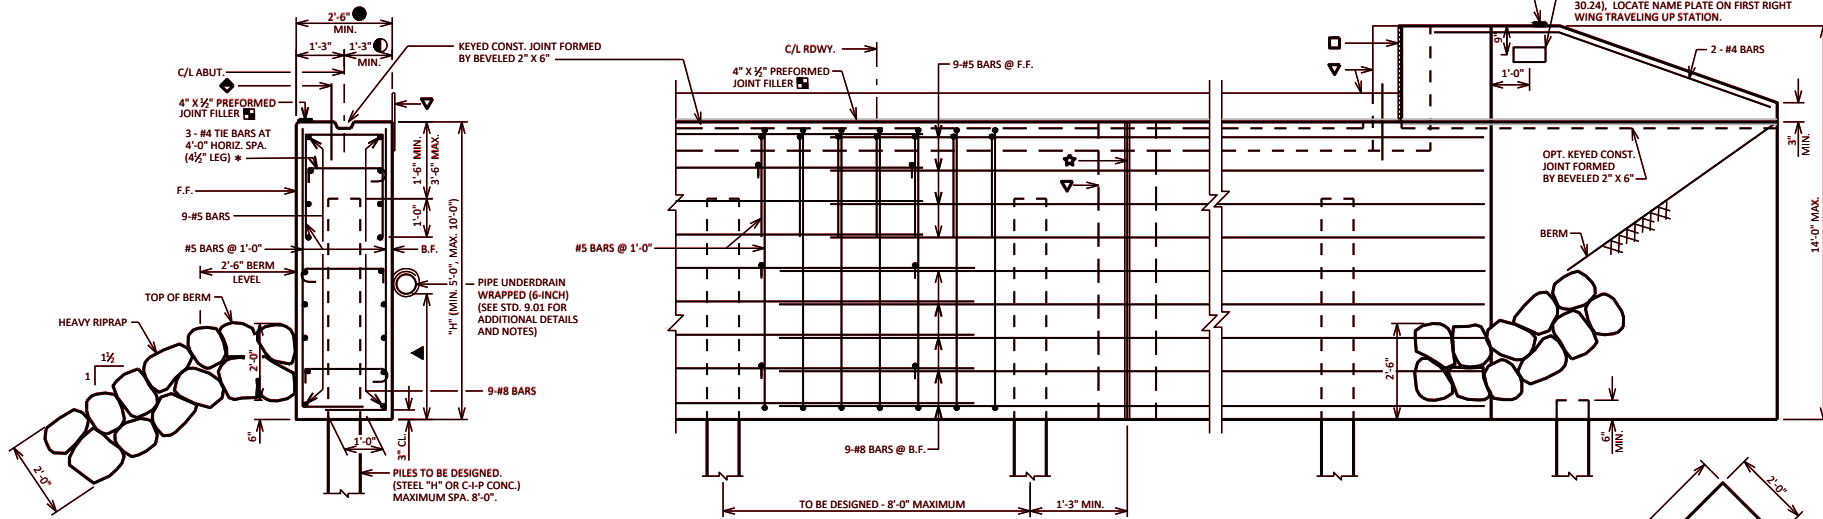 2'-6"
MIN.
1'-3"
1'-3"
MIN.
C/L ABUT.
4" X ½" PREFORMED
JOINT FILLER
3 - #4 TIE BARS AT
4'-0" HORIZ. SPA.
(4½" LEG) *
F.F.
9-#5 BARS
#5 BARS @ 1'-0"
2'-6" BERM
LEVEL
TOP OF BERM
HEAVY RIPRAP
1½
1
2'-0"
6"
2'-0"
KEYED CONST. JOINT FORMED
BY BEVELED 2" X 6"
1'-6" MIN.
3'-6" MAX.
1'-0"
B.F.
"H" (MIN. 5'-0", MAX. 10'-0")
PIPE UNDERDRAIN
WRAPPED (6-INCH)
(SEE STD. 9.01 FOR
ADDITIONAL DETAILS
AND NOTES)
9-#8 BARS
1'-0"
3" CL.
PILES TO BE DESIGNED.
(STEEL "H" OR C-I-P CONC.)
MAXIMUM SPA. 8'-0".
C/L RDWY.
4" X ½" PREFORMED
JOINT FILLER
9-#5 BARS @ F.F.
#5 BARS @ 1'-0"
9-#8 BARS @ B.F.
TO BE DESIGNED - 8'-0" MAXIMUM
1'-3" MIN.
30.24), LOCATE NAME PLATE ON FIRST RIGHT
WING TRAVELING UP STATION.
9"
1'-0"
2 - #4 BARS
3"
MIN.
OPT. KEYED CONST.
JOINT FORMED
BY BEVELED 2" X 6"
BERM
14'-0" MAX.
2'-6"
6"
MIN.
2'-0"